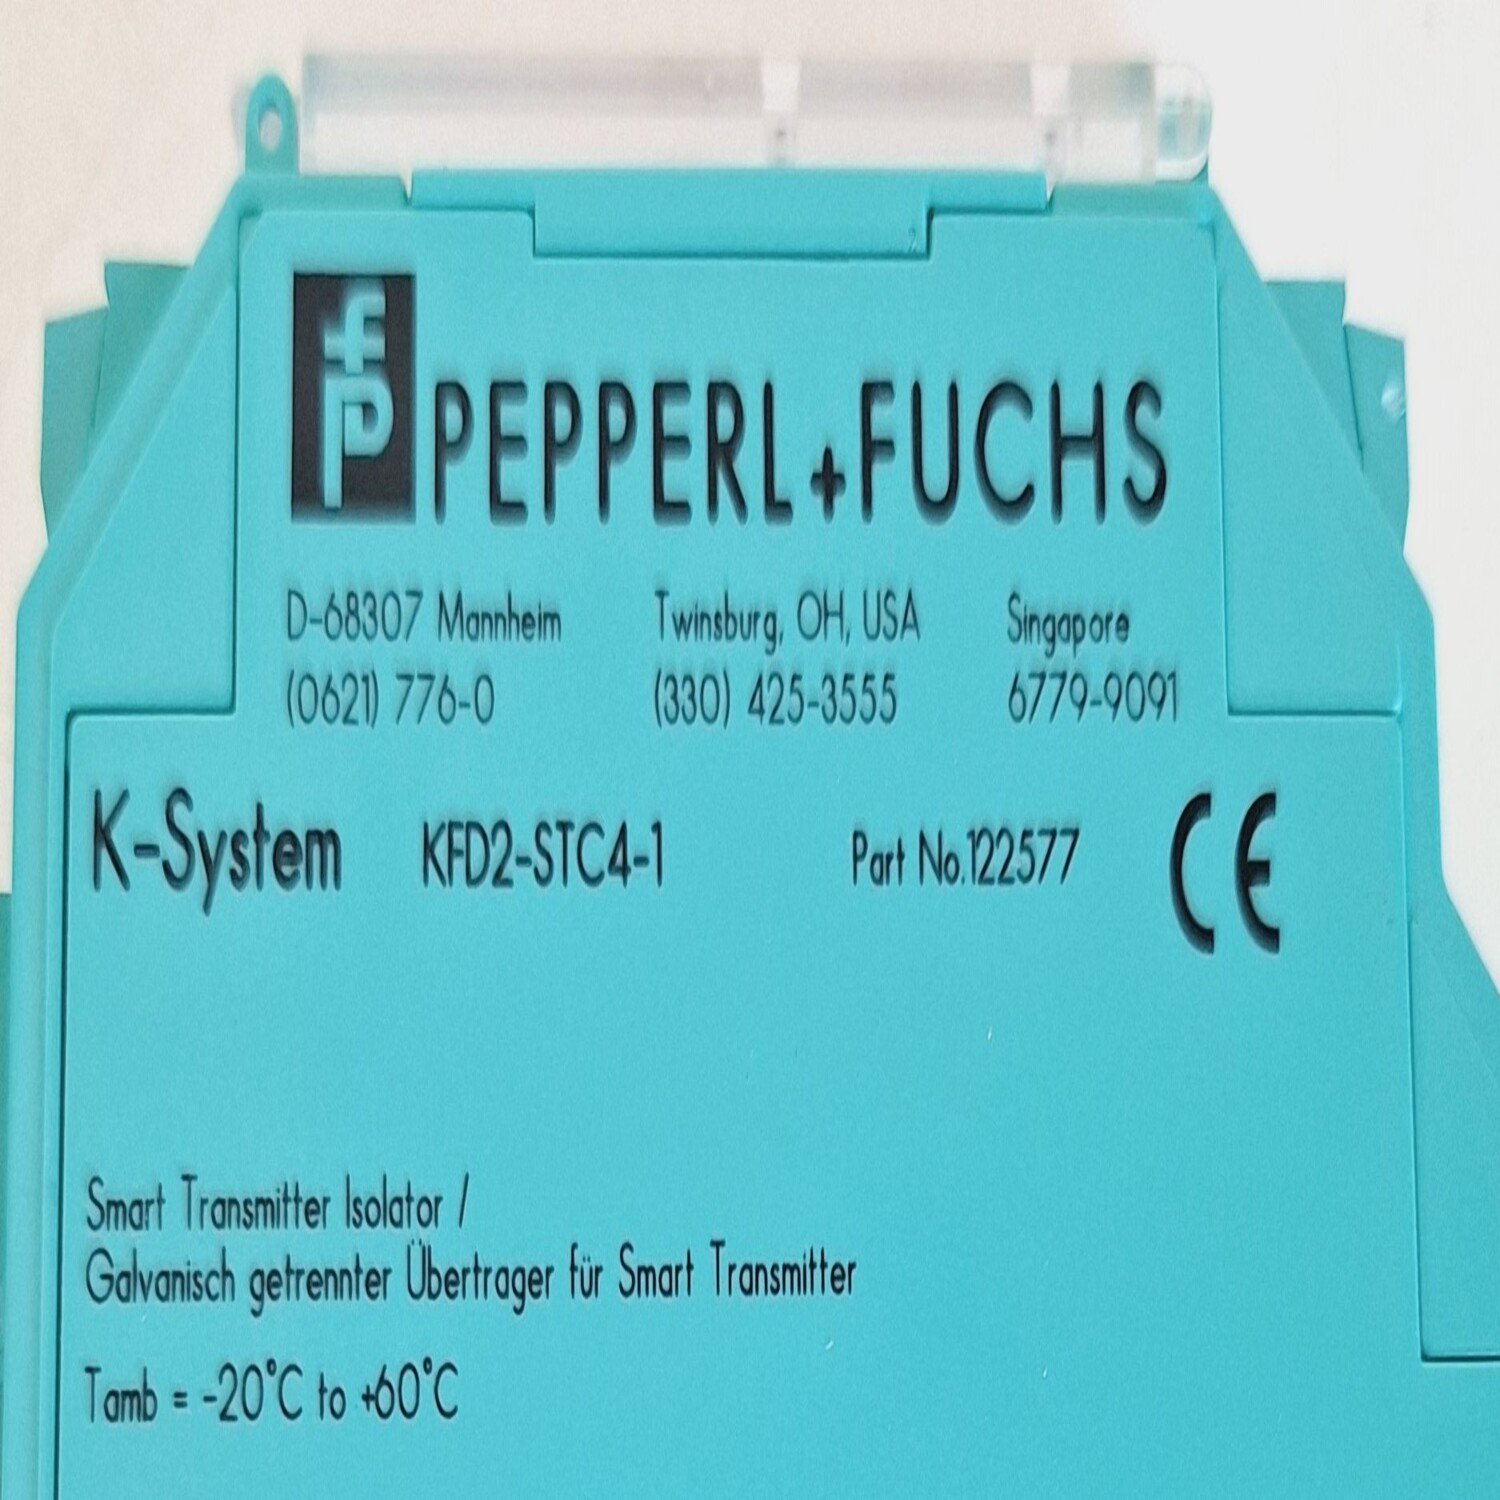 fp PEPPERL+FUCHS
D-68307 Mannheim Twinsburg, OH, USA Singapore
(0621) 776-0 (330) 425-3555 6779-9091
K-System KFD2-STC4-1 Part No.122577 CE
Smart Transmitter Isolator /
Galvanisch getrennter Übertrager für Smart Transmitter
Tamb = -20°C to +60°C